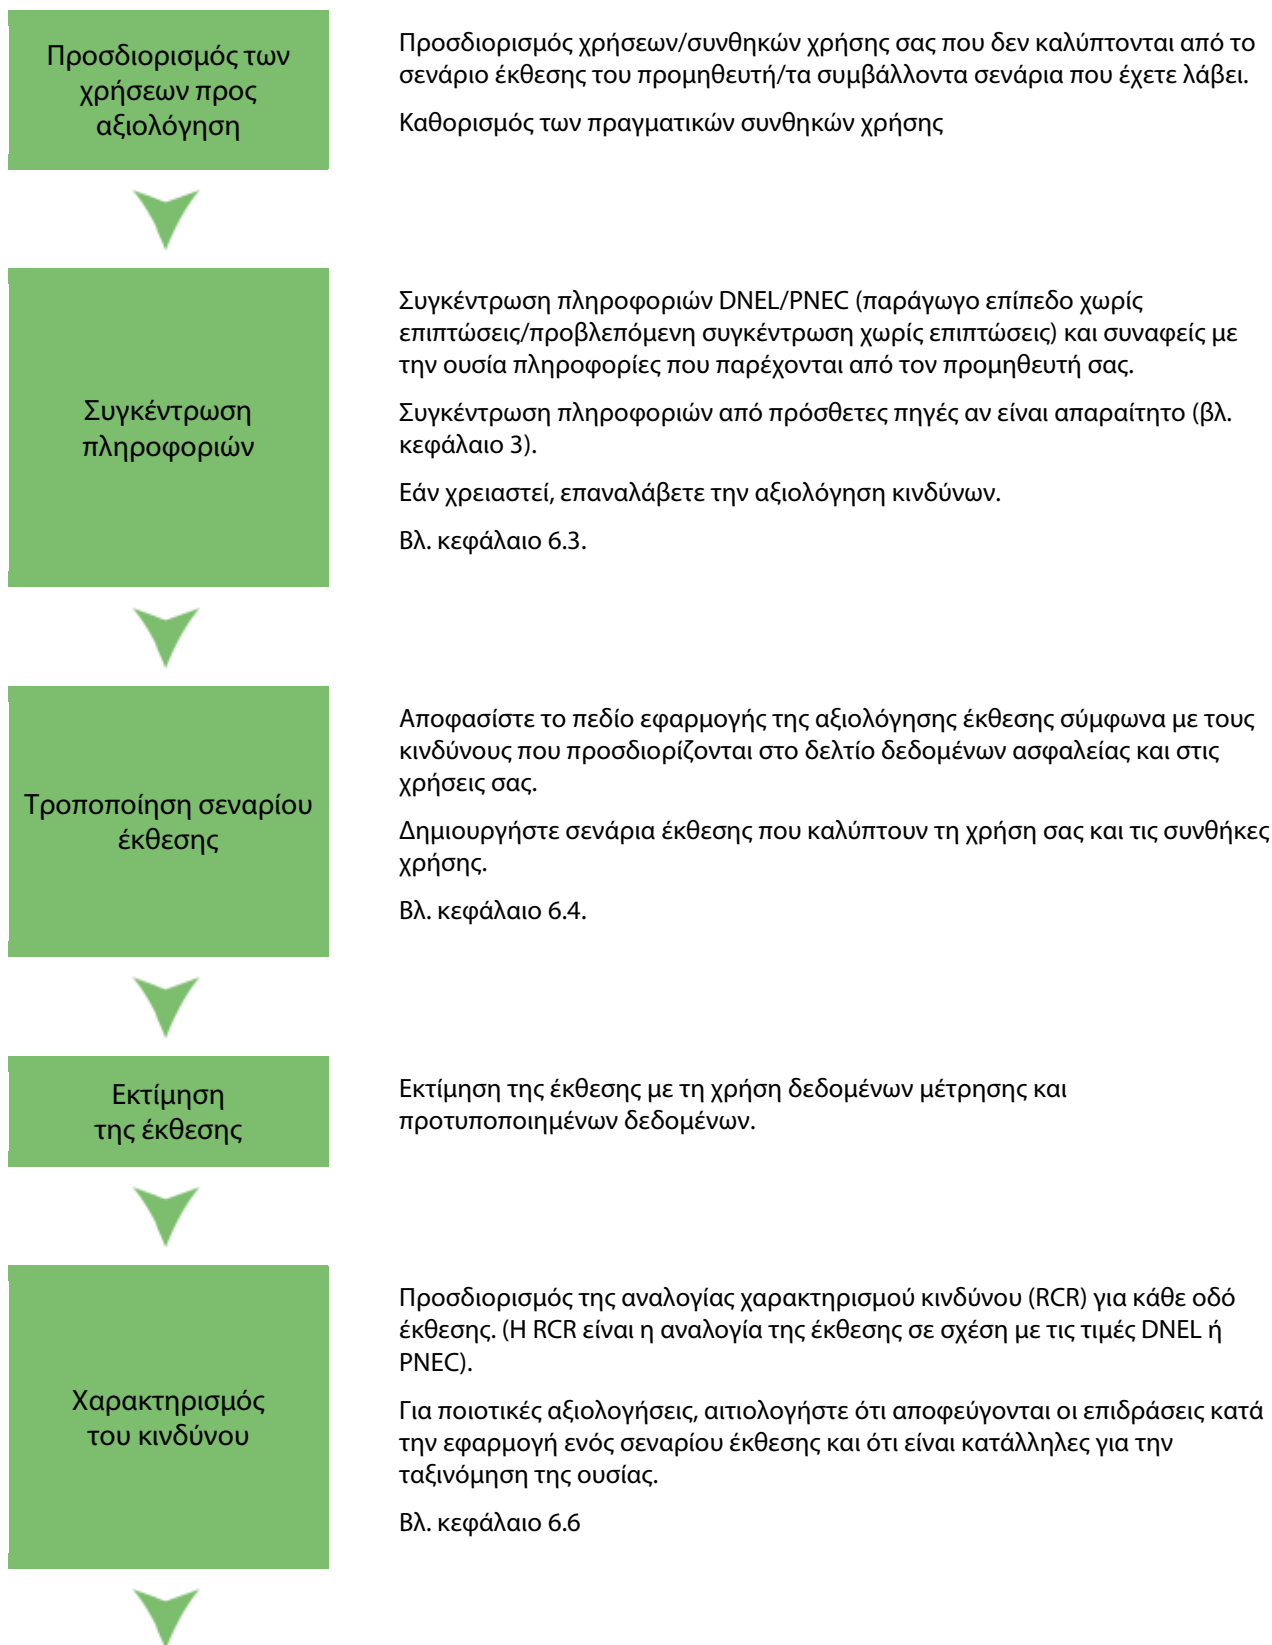 Προσδιορισμός των
χρήσεων προς
αξιολόγηση
Προσδιορισμός χρήσεων/συνθηκών χρήσης σας που δεν καλύπτονται από το
σενάριο έκθεσης του προμηθευτή/τα συμβάλλοντα σενάρια που έχετε λάβει.
Καθορισμός των πραγματικών συνθηκών χρήσης
Συγκέντρωση
πληροφοριών
Συγκέντρωση πληροφοριών DNEL/PNEC (παράγωγο επίπεδο χωρίς
επιπτώσεις/προβλεπόμενη συγκέντρωση χωρίς επιπτώσεις) και συναφείς με
την ουσία πληροφορίες που παρέχονται από τον προμηθευτή σας.
Συγκέντρωση πληροφοριών από πρόσθετες πηγές αν είναι απαραίτητο (βλ.
κεφάλαιο 3).
Εάν χρειαστεί, επαναλάβετε την αξιολόγηση κινδύνων.
Βλ. κεφάλαιο 6.3.
Τροποποίηση σεναρίου
έκθεσης
Αποφασίστε το πεδίο εφαρμογής της αξιολόγησης έκθεσης σύμφωνα με τους
κινδύνους που προσδιορίζονται στο δελτίο δεδομένων ασφαλείας και στις
χρήσεις σας.
Δημιουργήστε σενάρια έκθεσης που καλύπτουν τη χρήση σας και τις συνθήκες
χρήσης.
Βλ. κεφάλαιο 6.4.
Εκτίμηση
της έκθεσης
Εκτίμηση της έκθεσης με τη χρήση δεδομένων μέτρησης και
προτυποποιημένων δεδομένων.
Χαρακτηρισμός
του κινδύνου
Προσδιορισμός της αναλογίας χαρακτηρισμού κινδύνου (RCR) για κάθε οδό
έκθεσης. (Η RCR είναι η αναλογία της έκθεσης σε σχέση με τις τιμές DNEL ή
PNEC).
Για ποιοτικές αξιολογήσεις, αιτιολογήστε ότι αποφεύγονται οι επιδράσεις κατά
την εφαρμογή ενός σεναρίου έκθεσης και ότι είναι κατάλληλες για την
ταξινόμηση της ουσίας.
Βλ. κεφάλαιο 6.6